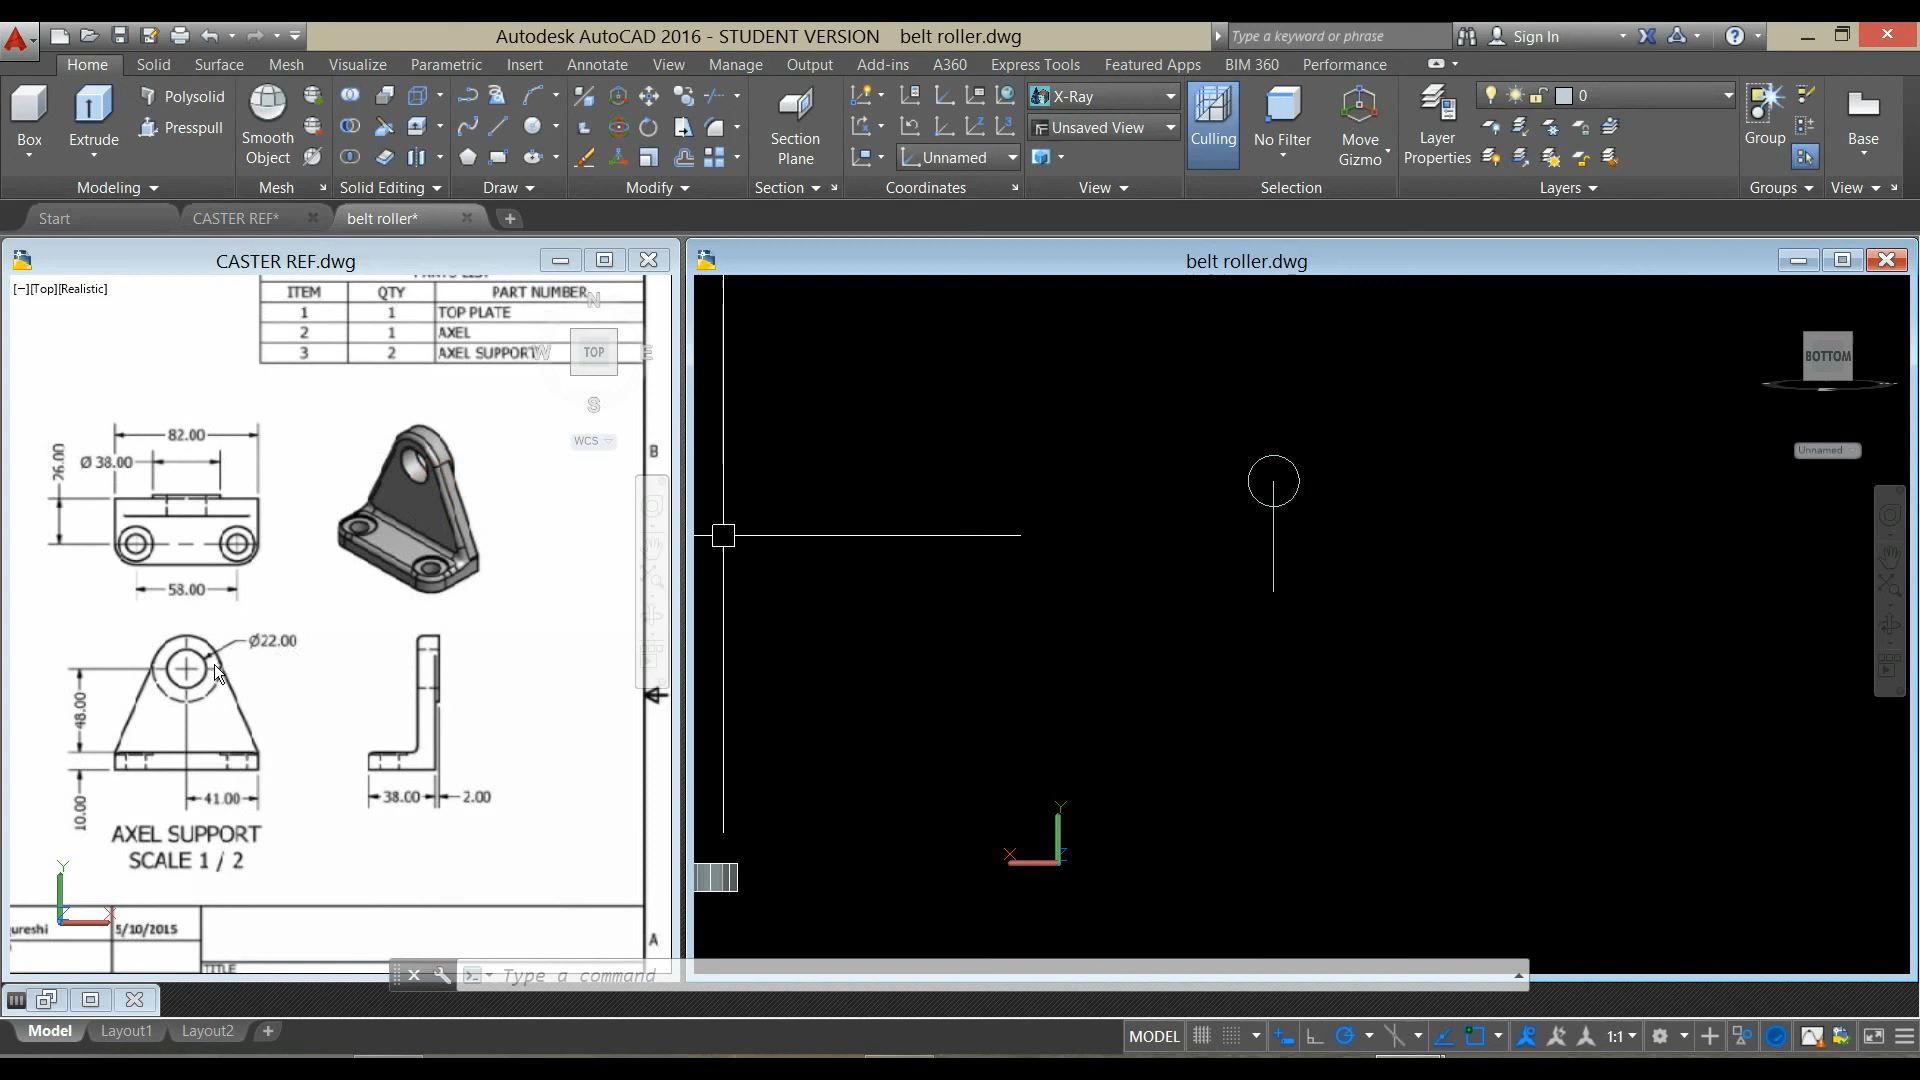 Autodesk AutoCAD 2016 - STUDENT VERSION belt roller.dwg
Type a keyword or phrase
Sign In
Home Solid Surface Mesh Visualize Parametric Insert Annotate View Manage Output Add-ins A360 Express Tools Featured Apps BIM 360 Performance
Box
Extrude
Polysolid
Presspull
Smooth
Object
Section
Plane
Unnamed
X-Ray
Unsaved View
Culling
No Filter
Move
Gizmo
Layer
Properties
0
Group
Base
Modeling Mesh Solid Editing Draw Modify Section Coordinates View Selection Layers Groups View
Start CASTER REF* belt roller*
CASTER REF.dwg
belt roller.dwg
[−][Top][Realistic]
ITEM QTY PART NUMBER
1 1 TOP PLATE
2 1 AXEL
3 2 AXEL SUPPORT
N
W TOP E
S
WCS
82.00
Ø 38.00
26.00
58.00
B
Ø22.00
48.00
41.00
10.00
38.00
2.00
AXEL SUPPORT
SCALE 1 / 2
Y
X
Z
ureshi 5/10/2015
A
TITLE
BOTTOM
Unnamed
Y
X
Z
Type a command
Model Layout1 Layout2
MODEL
1:1